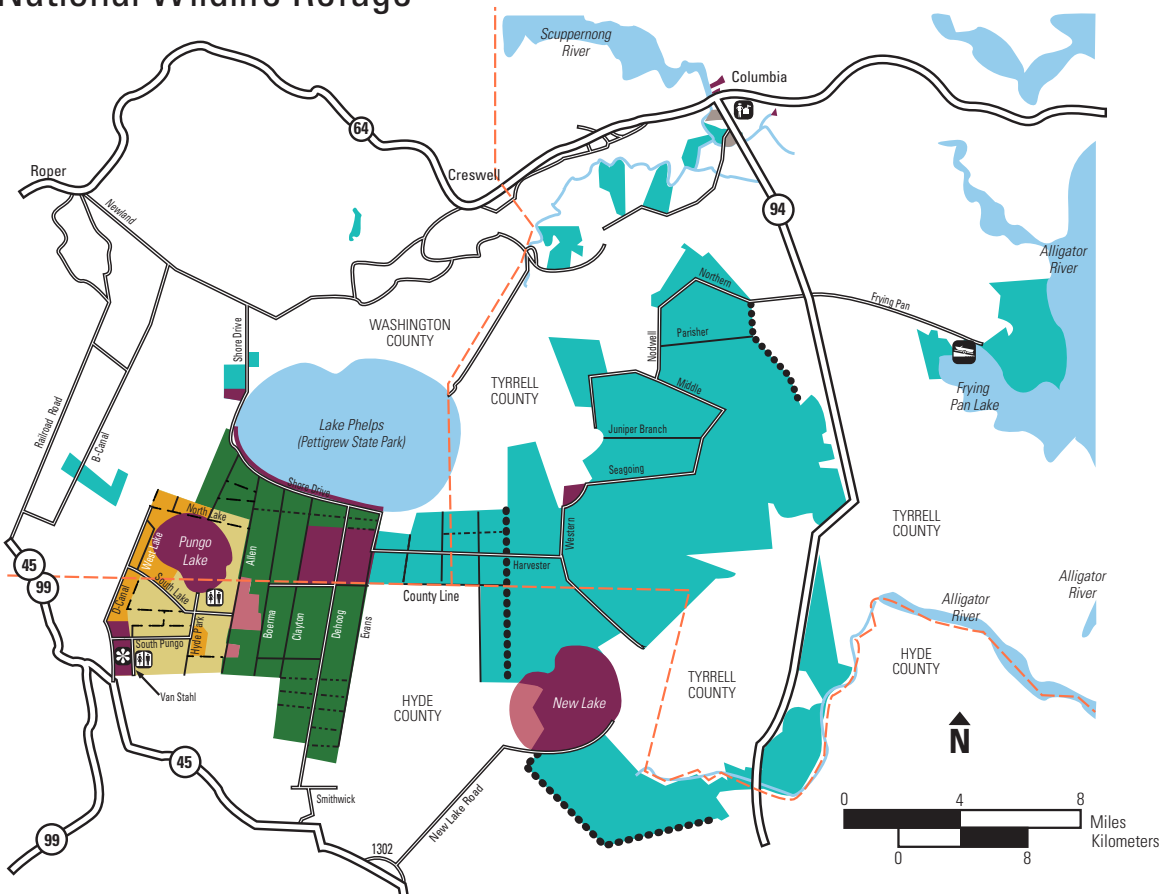 National Wildlife Refuge
Scuppernong
River
Columbia
64
Roper
Creswell
Newland
94
Alligator
River
Northern
Frying Pan
WASHINGTON
COUNTY
Shore Drive
Nodwell
Parisher
TYRRELL
COUNTY
Middle
Frying
Pan Lake
Railroad Road
B-Canal
Lake Phelps
(Pettigrew State Park)
Juniper Branch
Seagoing
Shore Drive
North Lake
Pungo
Lake
West Lake
Allen
Western
TYRRELL
COUNTY
45
99
Harvester
South Lake
D-Canal
County Line
Alligator
River
Alligator
River
Boerma
Clayton
Dehoog
Evans
Hyde Park
South Pungo
HYDE
COUNTY
Van Stahl
TYRRELL
COUNTY
HYDE
COUNTY
New Lake
N
45
Smithwick
New Lake Road
0 4 8
Miles
Kilometers
0 8
99
1302